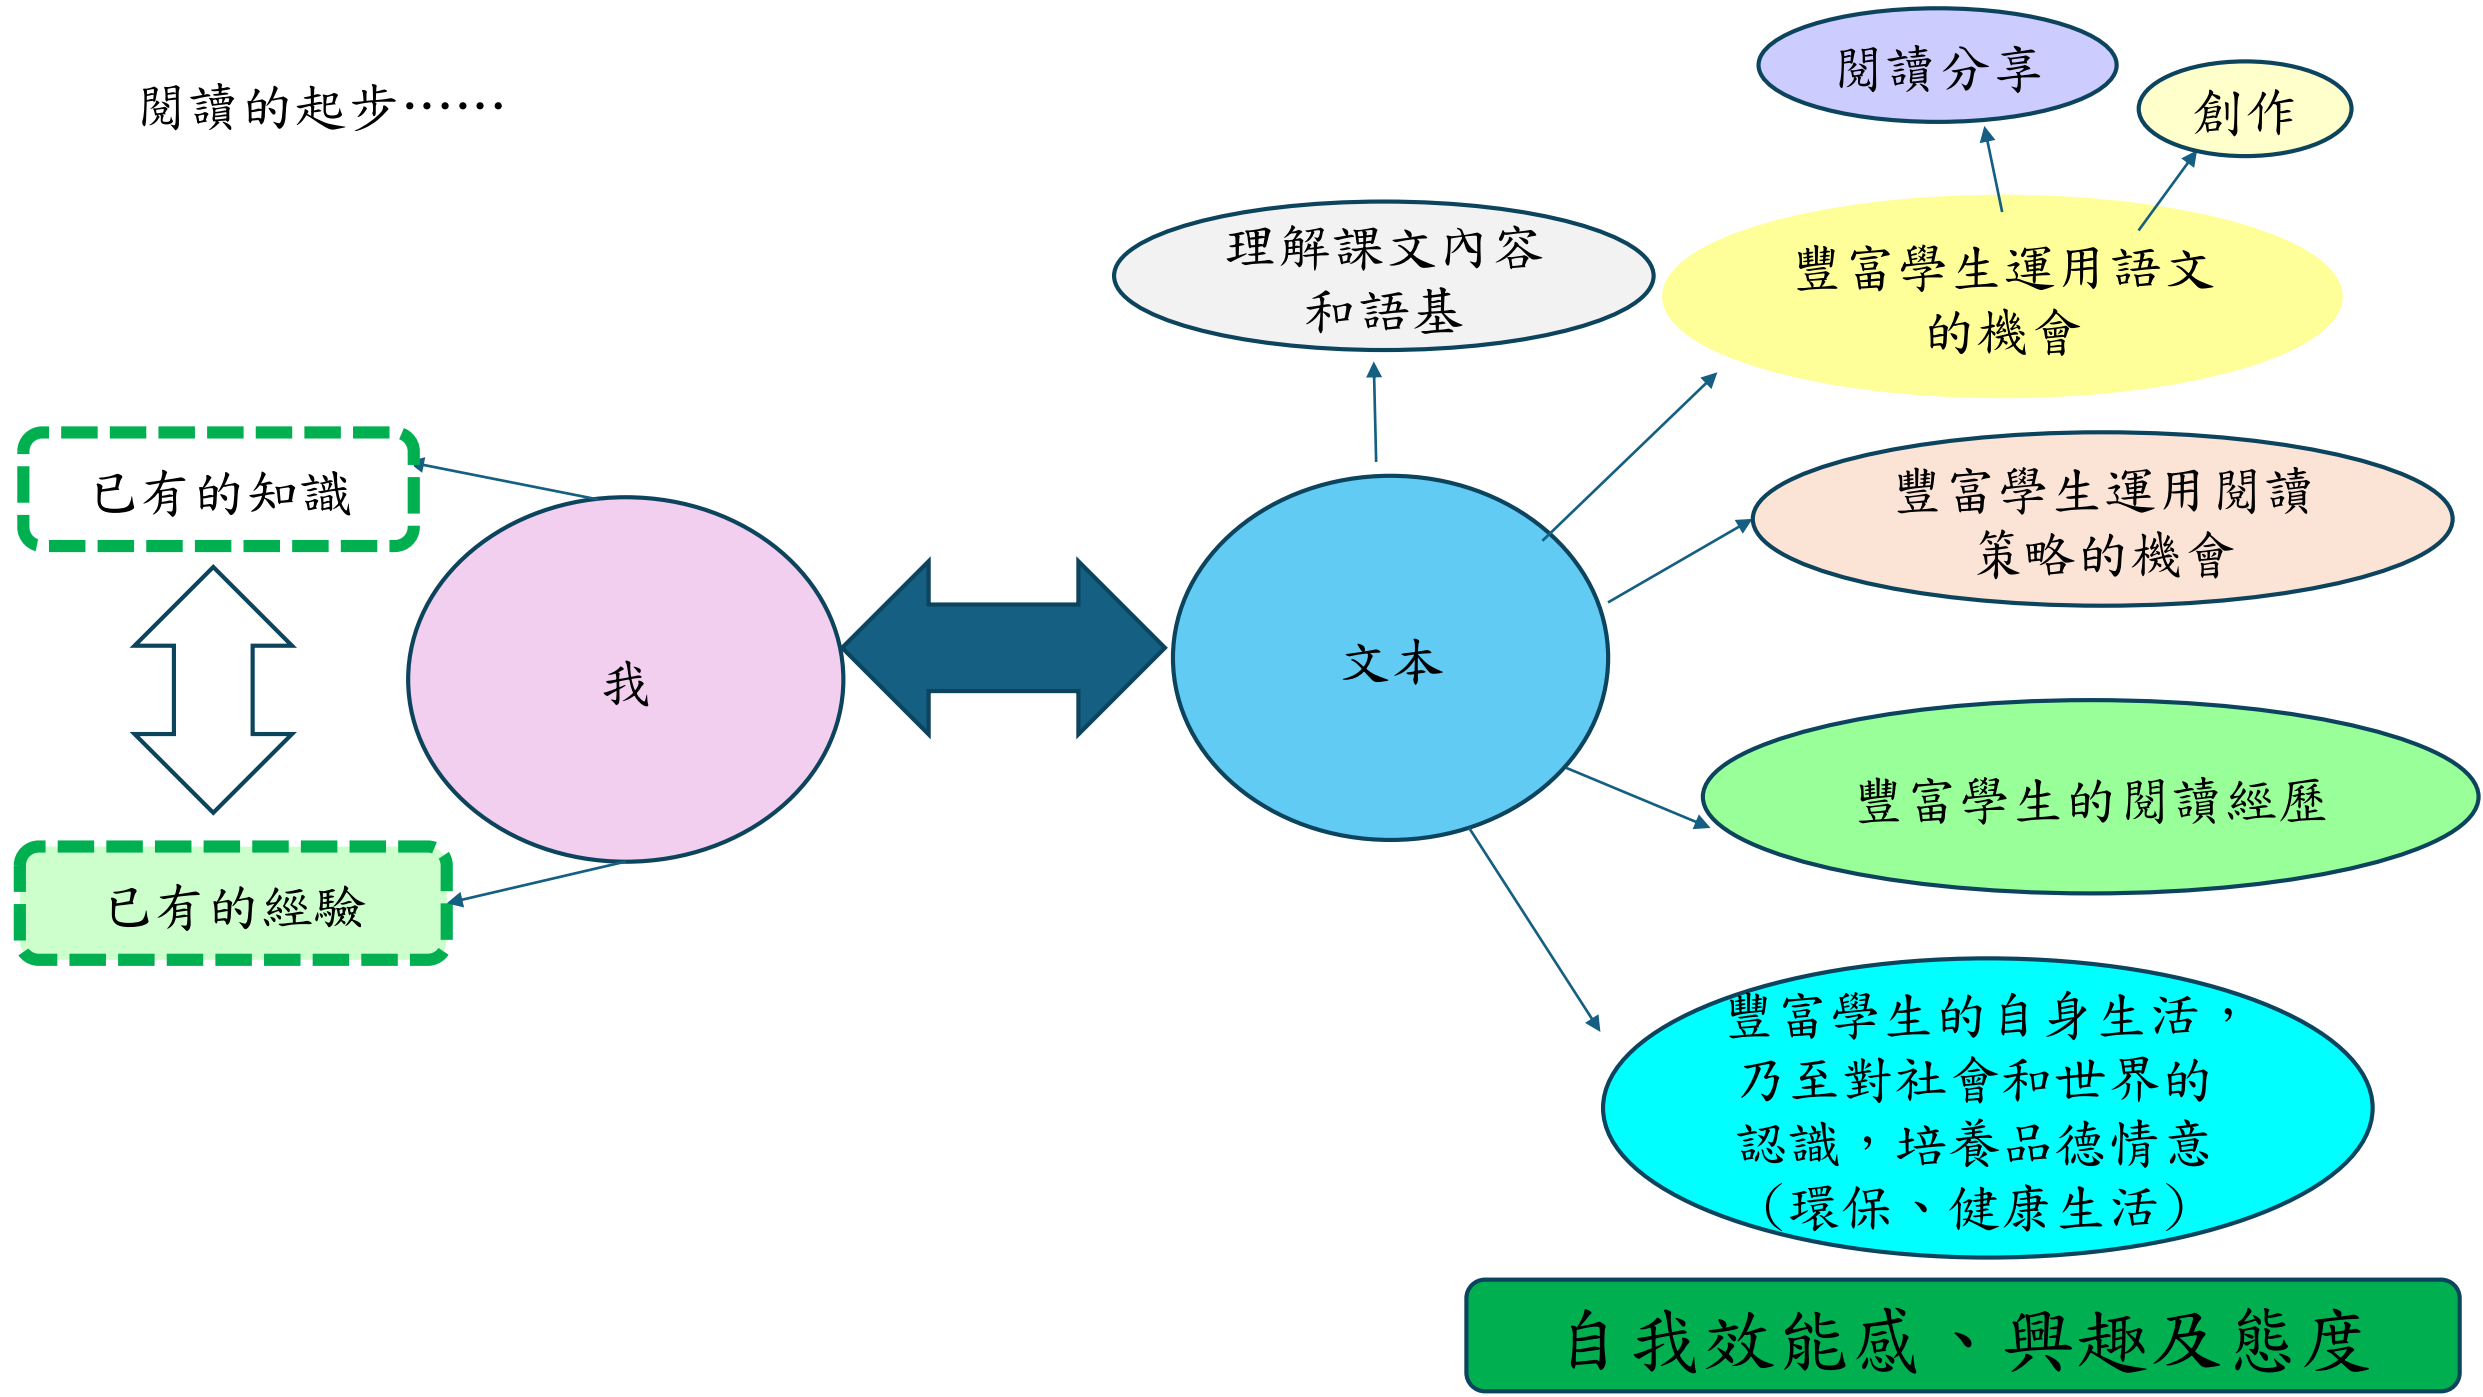 閱讀的起步⋯⋯
閱讀分享
創作
理解課文內容
和語基
豐富學生運用語文
的機會
已有的知識
豐富學生運用閱讀
策略的機會
我
文本
豐富學生的閱讀經歷
已有的經驗
豐富學生的自身生活，
乃至對社會和世界的
認識，培養品德情意
（環保、健康生活）
自我效能感、興趣及態度